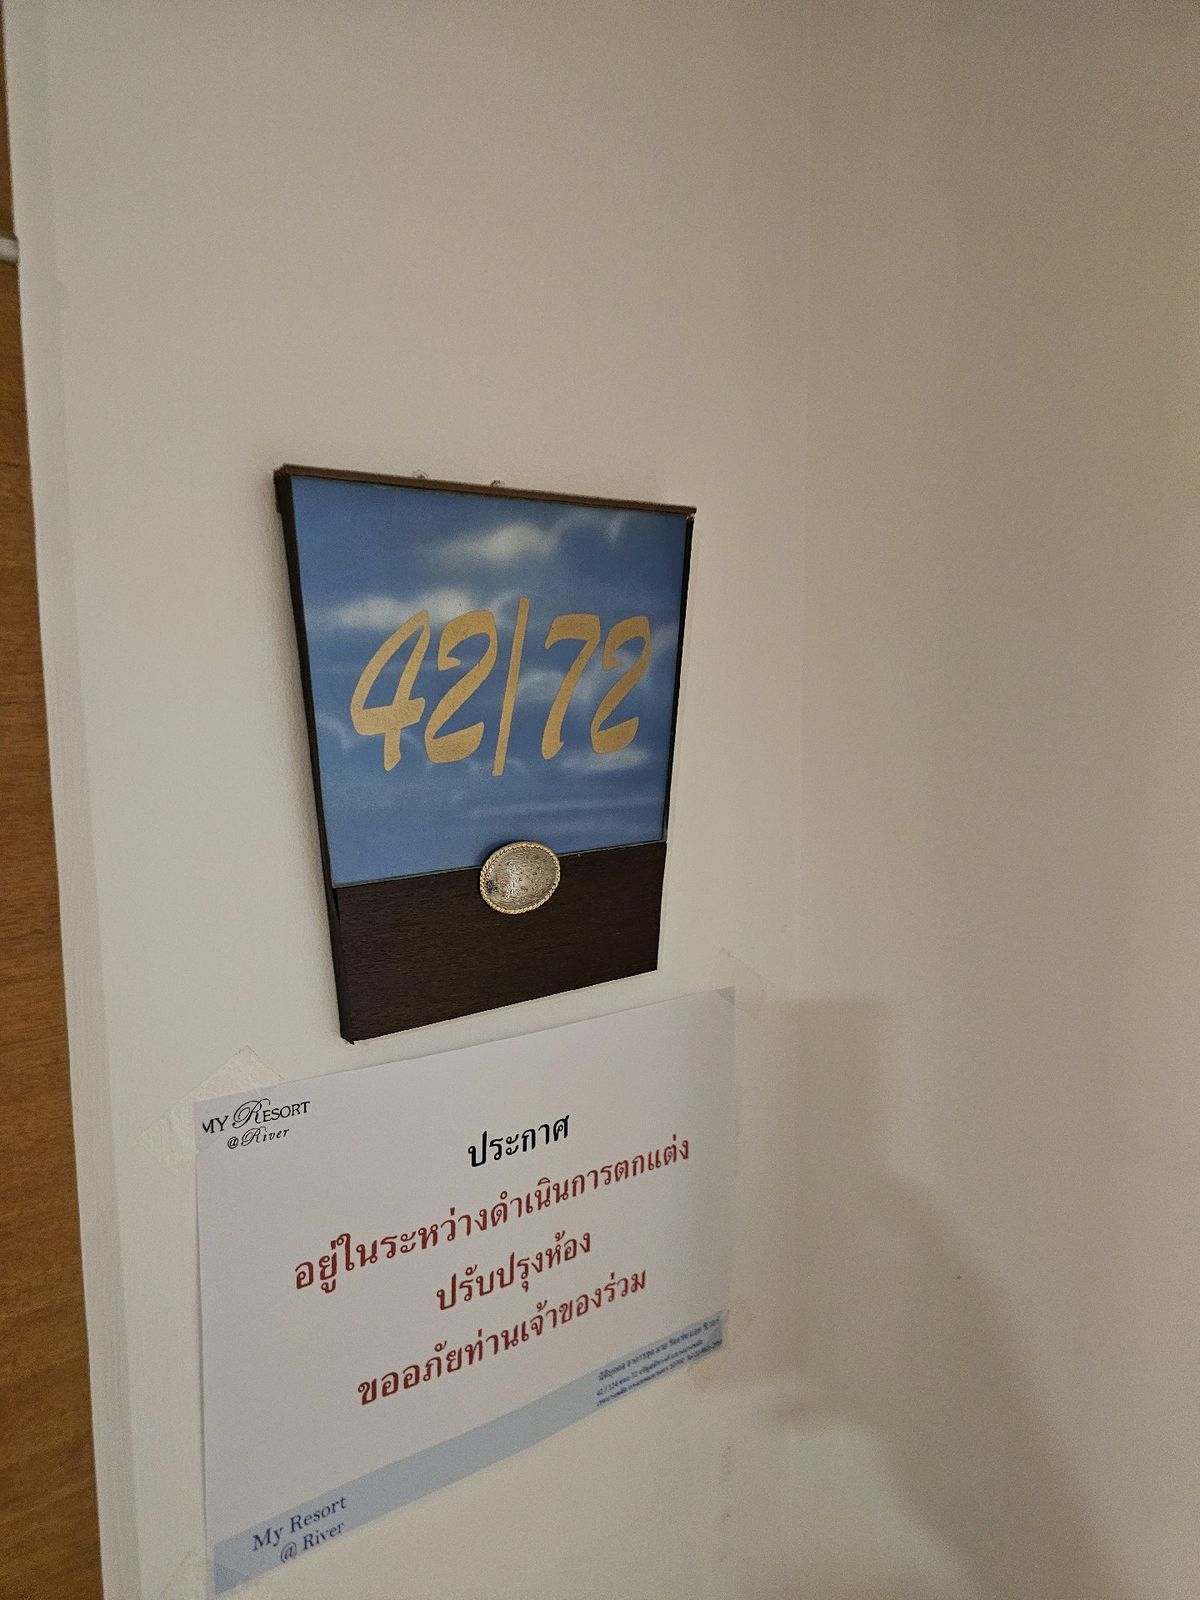 42/72
MY RESORT
@River
ประกาศ
อยู่ในระหว่างดำเนินการตกแต่ง
ปรับปรุงห้อง
ขออภัยท่านเจ้าของร่วม
My Resort
@ River